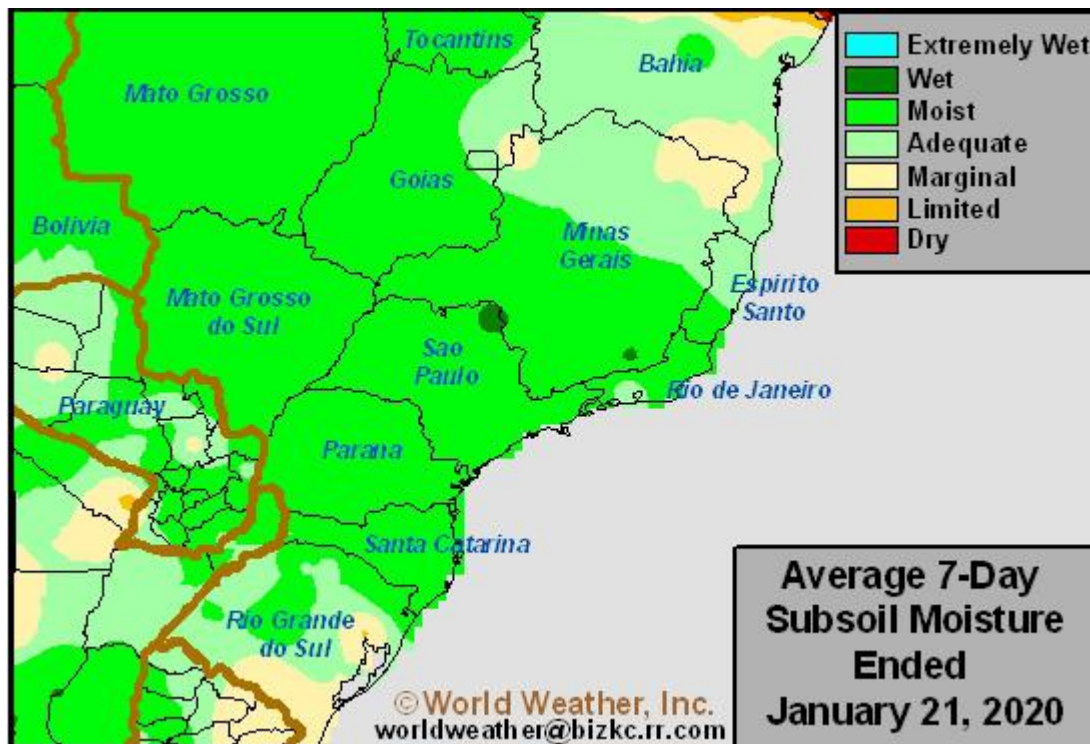 Tocantins
Bahia
Mato Grosso
Goias
Bolivia
Minas
Gerais
Espirito
Santo
Mato Grosso
do Sul
Sao
Paulo
Rio de Janeiro
Paraguay
Parana
Santa Catarina
Rio Grande
do Sul
Extremely Wet
Wet
Moist
Adequate
Marginal
Limited
Dry
Average 7-Day
Subsoil Moisture
Ended
January 21, 2020
©World Weather, Inc.
worldweather@bizkc.rr.com